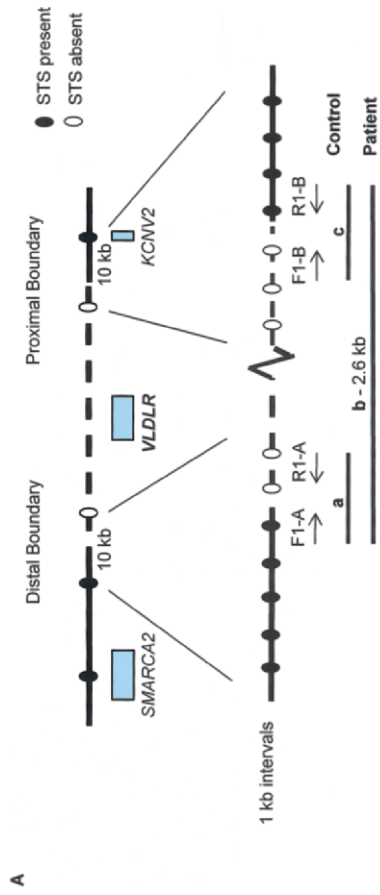 A
STS present
STS absent
Distal Boundary
Proximal Boundary
10 kb
10 kb
SMARCA2
VLDLR
KCNV2
1 kb intervals
F1-A
R1-A
F1-B
R1-B
a
c
Control
b - 2.6 kb
Patient